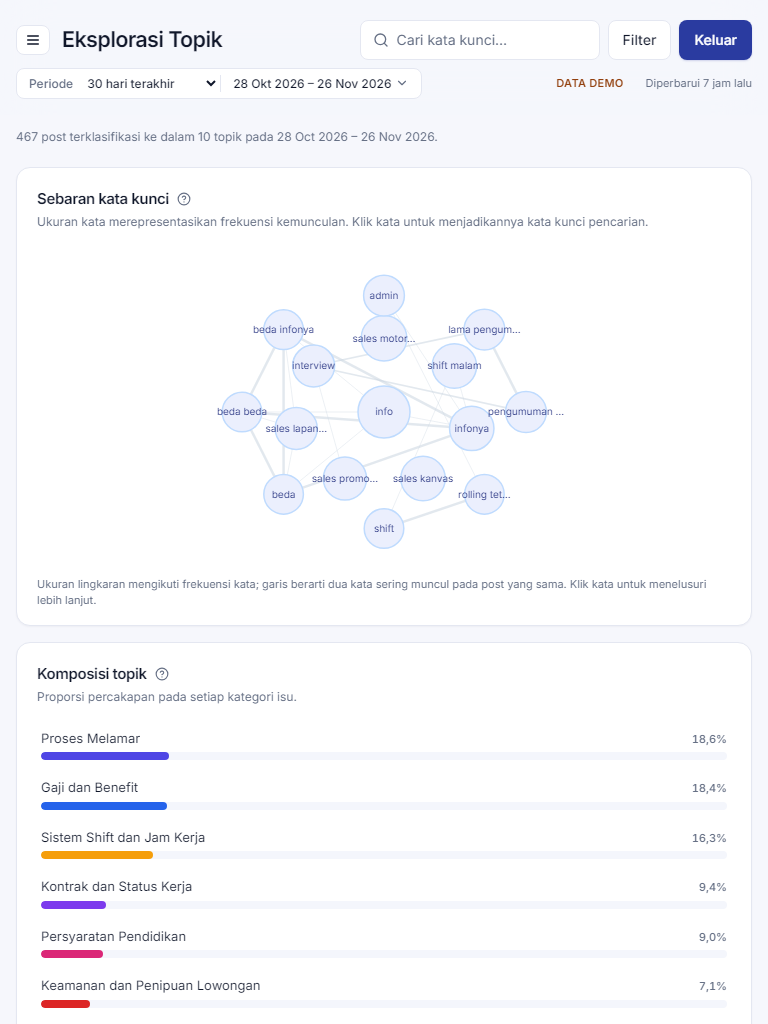 Eksplorasi Topik
Cari kata kunci...
Filter
Keluar
Periode
30 hari terakhir
28 Okt 2026 – 26 Nov 2026
DATA DEMO
Diperbarui 7 jam lalu
467 post terklasifikasi ke dalam 10 topik pada 28 Oct 2026 – 26 Nov 2026.
Sebaran kata kunci
Ukuran kata merepresentasikan frekuensi kemunculan. Klik kata untuk menjadikannya kata kunci pencarian.
admin
beda infonya
sales motor...
lama pengum...
interview
shift malam
beda beda
info
pengumuman ...
sales lapan...
infonya
sales promo...
sales kanvas
beda
rolling tet...
shift
Ukuran lingkaran mengikuti frekuensi kata; garis berarti dua kata sering muncul pada post yang sama. Klik kata untuk menelusuri
lebih lanjut.
Komposisi topik
Proporsi percakapan pada setiap kategori isu.
Proses Melamar
18,6%
Gaji dan Benefit
18,4%
Sistem Shift dan Jam Kerja
16,3%
Kontrak dan Status Kerja
9,4%
Persyaratan Pendidikan
9,0%
Keamanan dan Penipuan Lowongan
7,1%